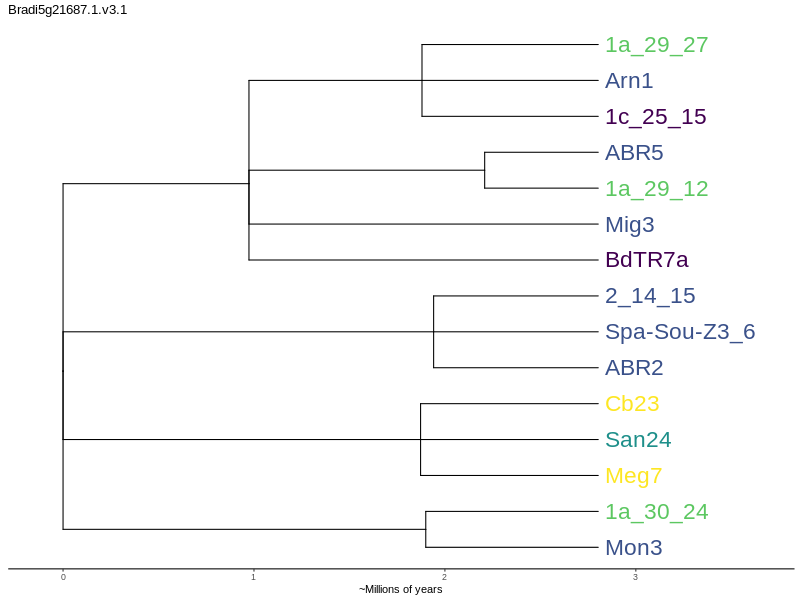 Bradi5g21687.1.v3.1
1a_29_27
Arn1
1c_25_15
ABR5
1a_29_12
Mig3
BdTR7a
2_14_15
Spa-Sou-Z3_6
ABR2
Cb23
San24
Meg7
1a_30_24
Mon3
0 1 2 3
~Millions of years